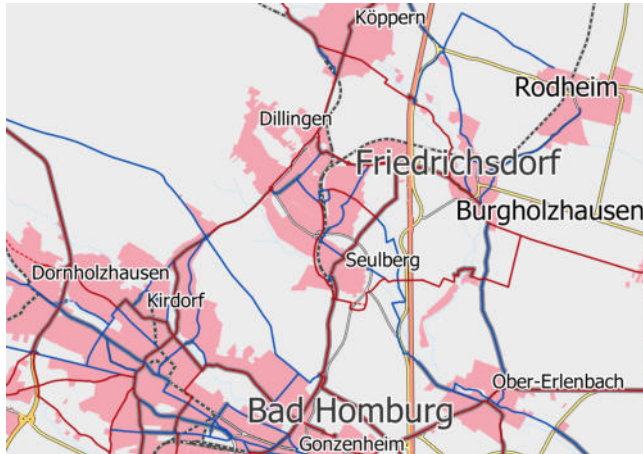 Köppern
Rodheim
Dillingen
Friedrichsdorf
Burgholzhausen
Seulberg
Dornholzhausen
Kirdorf
Ober-Erlenbach
Bad Homburg
Gonzenheim